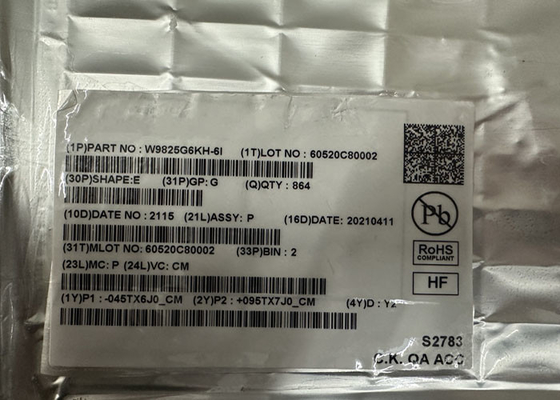 (1P)PART NO : W9825G6KH-6I (1T)LOT NO : 60520C80002
(30P)SHAPE:E (31P)GP: G (Q)QTY : 864
(10D)DATE NO : 2115 (21L)ASSY: P (16D)DATE: 20210411
(31T)MLOT NO : 60520C80002 (33P)BIN : 2
(23L)MC: P (24L)VC: CM
(1Y)P1 : -045TX6J0_CM (2Y)P2 : +095TX7J0_CM (4Y)D : Y2
Pb
RoHS
COMPLIANT
HF
S2783
C.K. QA ACC